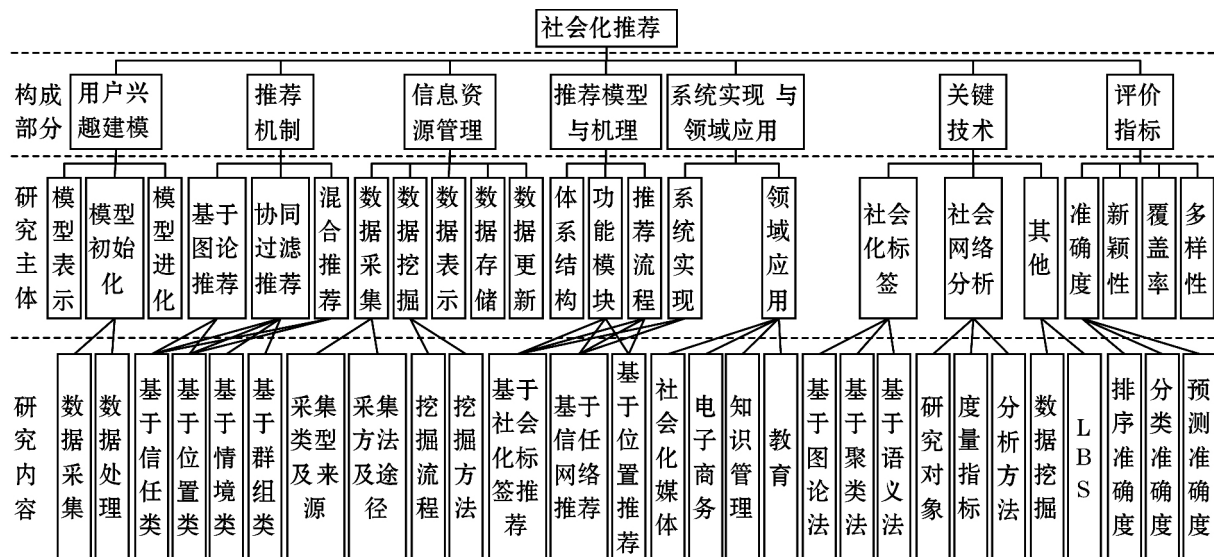 社会化推荐
构成部分
用户兴趣建模
推荐机制
信息资源管理
推荐模型与机理
系统实现 与领域应用
关键技术
评价指标
研究主体
模型表示
模型初始化
模型进化
基于图论推荐
协同过滤推荐
混合推荐
数据采集
数据挖掘
数据表示
数据存储
数据更新
体系结构
功能模块
推荐流程
系统实现
领域应用
社会化标签
社会网络分析
其他
准确度
新颖性
覆盖率
多样性
研究内容
数据采集
数据处理
基于信任类
基于位置类
基于情境类
基于群组类
采集类型及来源
采集方法及途径
挖掘流程
挖掘方法
基于社会化标签推荐
基于信任网络推荐
基于位置推荐
社会化媒体
电子商务
知识管理
教育
基于图论法
基于聚类法
基于语义法
研究对象
度量指标
分析方法
数据挖掘
LBS
排序准确度
分类准确度
预测准确度